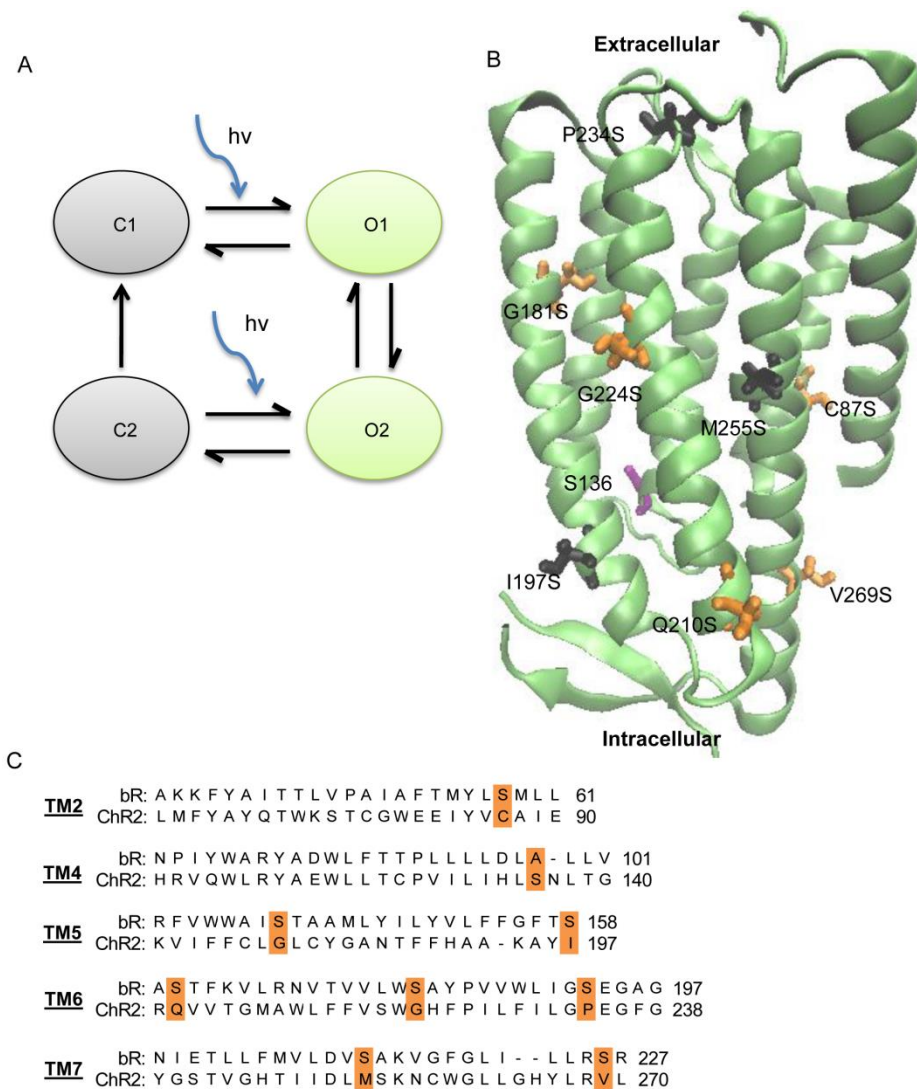 A
hν
C1
O1
hν
C2
O2
B
Extracellular
P234S
G181S
G224S
C87S
M255S
S136
I197S
V269S
Q210S
Intracellular
C
TM2
bR: A K K F Y A I T T L V P A I A F T M Y L S M L L 61
ChR2: L M F Y A Y Q T W K S T C G W E E I Y V C A I E 90
TM4
bR: N P I Y W A R Y A D W L F T T P L L L L D L A - L L V 101
ChR2: H R V Q W L R Y A E W L L T C P V I L I H L S N L T G 140
TM5
bR: R F V W W A I S T A A M L Y I L Y V L F F G F T S 158
ChR2: K V I F F C L G L C Y G A N T F F H A A - K A Y I 197
TM6
bR: A S T F K V L R N V T V V L W S A Y P V V W L I G S E G A G 197
ChR2: R Q V V T G M A W L F F V S W G H F P I L F I L G P E G F G 238
TM7
bR: N I E T L L F M V L D V S A K V G F G L I - - L L R S R 227
ChR2: Y G S T V G H T I I D L M S K N C W G L L G H Y L R V L 270